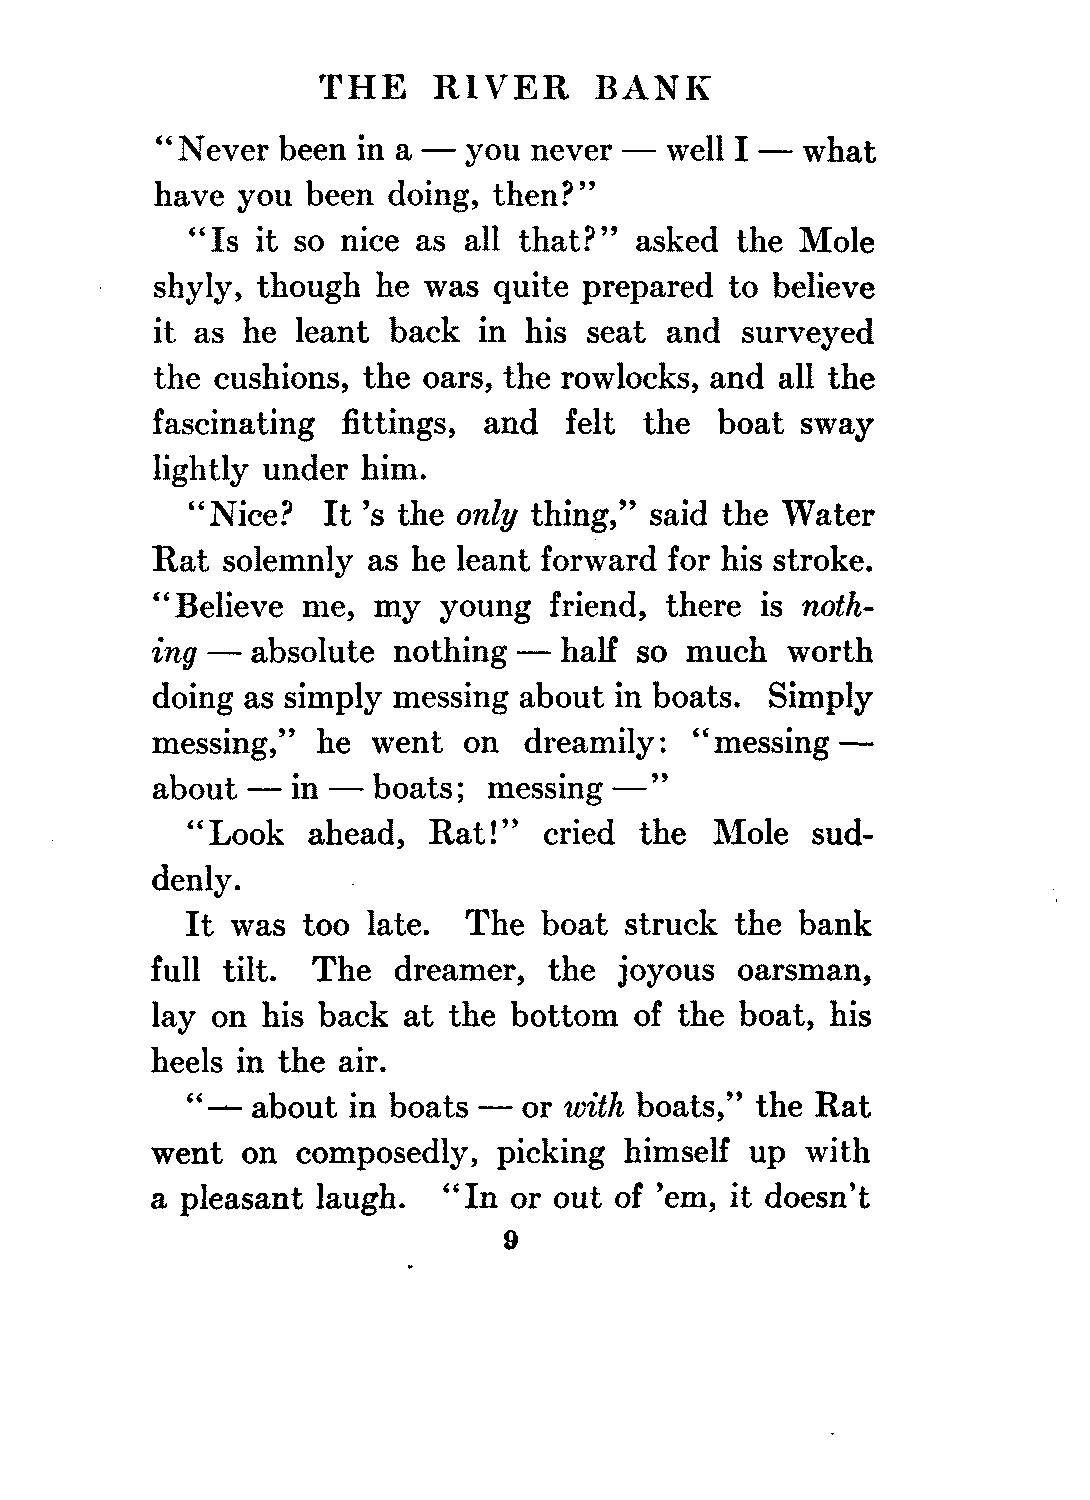 THE RIVER BANK
“Never been in a — you never — well I — what
have you been doing, then?”
“Is it so nice as all that?” asked the Mole
shyly, though he was quite prepared to believe
it as he leant back in his seat and surveyed
the cushions, the oars, the rowlocks, and all the
fascinating fittings, and felt the boat sway
lightly under him.
“Nice? It ’s the only thing,” said the Water
Rat solemnly as he leant forward for his stroke.
“Believe me, my young friend, there is noth-
ing — absolute nothing — half so much worth
doing as simply messing about in boats. Simply
messing,” he went on dreamily: “messing —
about — in — boats; messing —”
“Look ahead, Rat!” cried the Mole sud-
denly.
It was too late. The boat struck the bank
full tilt. The dreamer, the joyous oarsman,
lay on his back at the bottom of the boat, his
heels in the air.
“— about in boats — or with boats,” the Rat
went on composedly, picking himself up with
a pleasant laugh. “In or out of ’em, it doesn’t
9